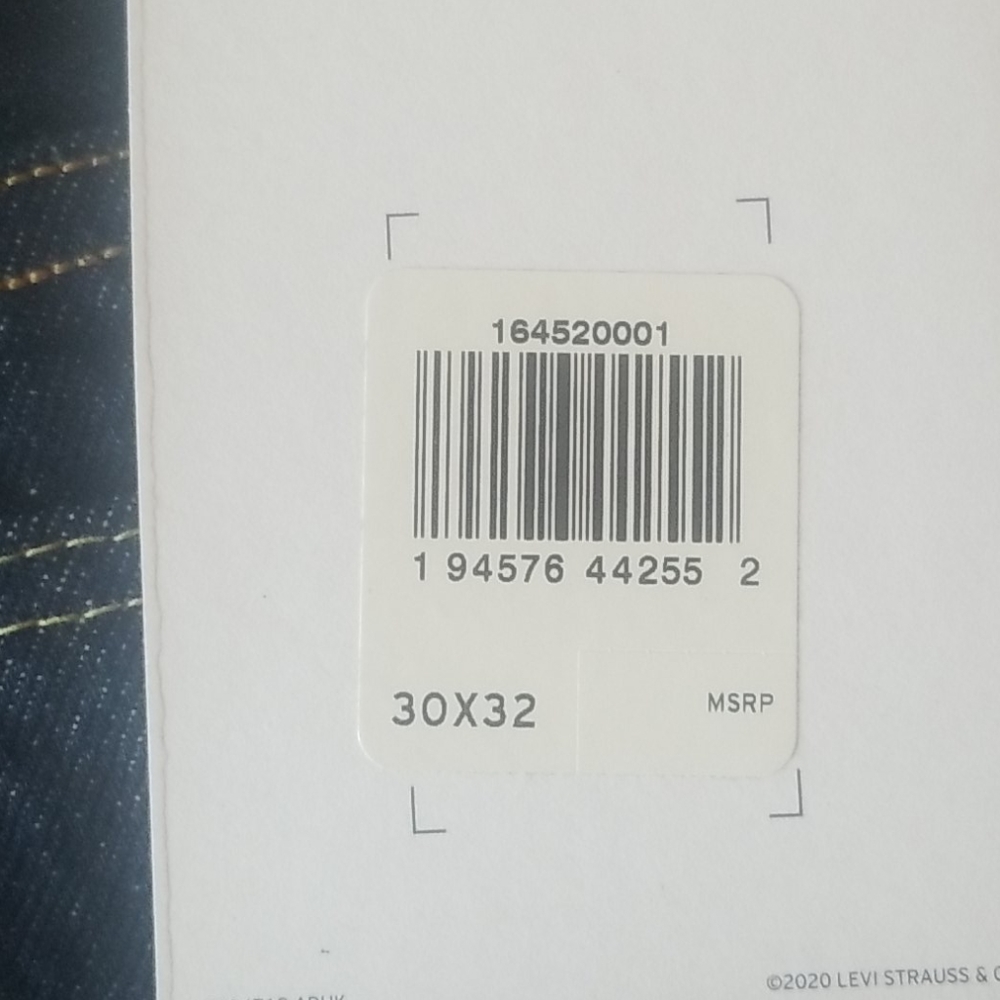 164520001
1 94576 44255 2
30X32
MSRP
©2020 LEVI STRAUSS &